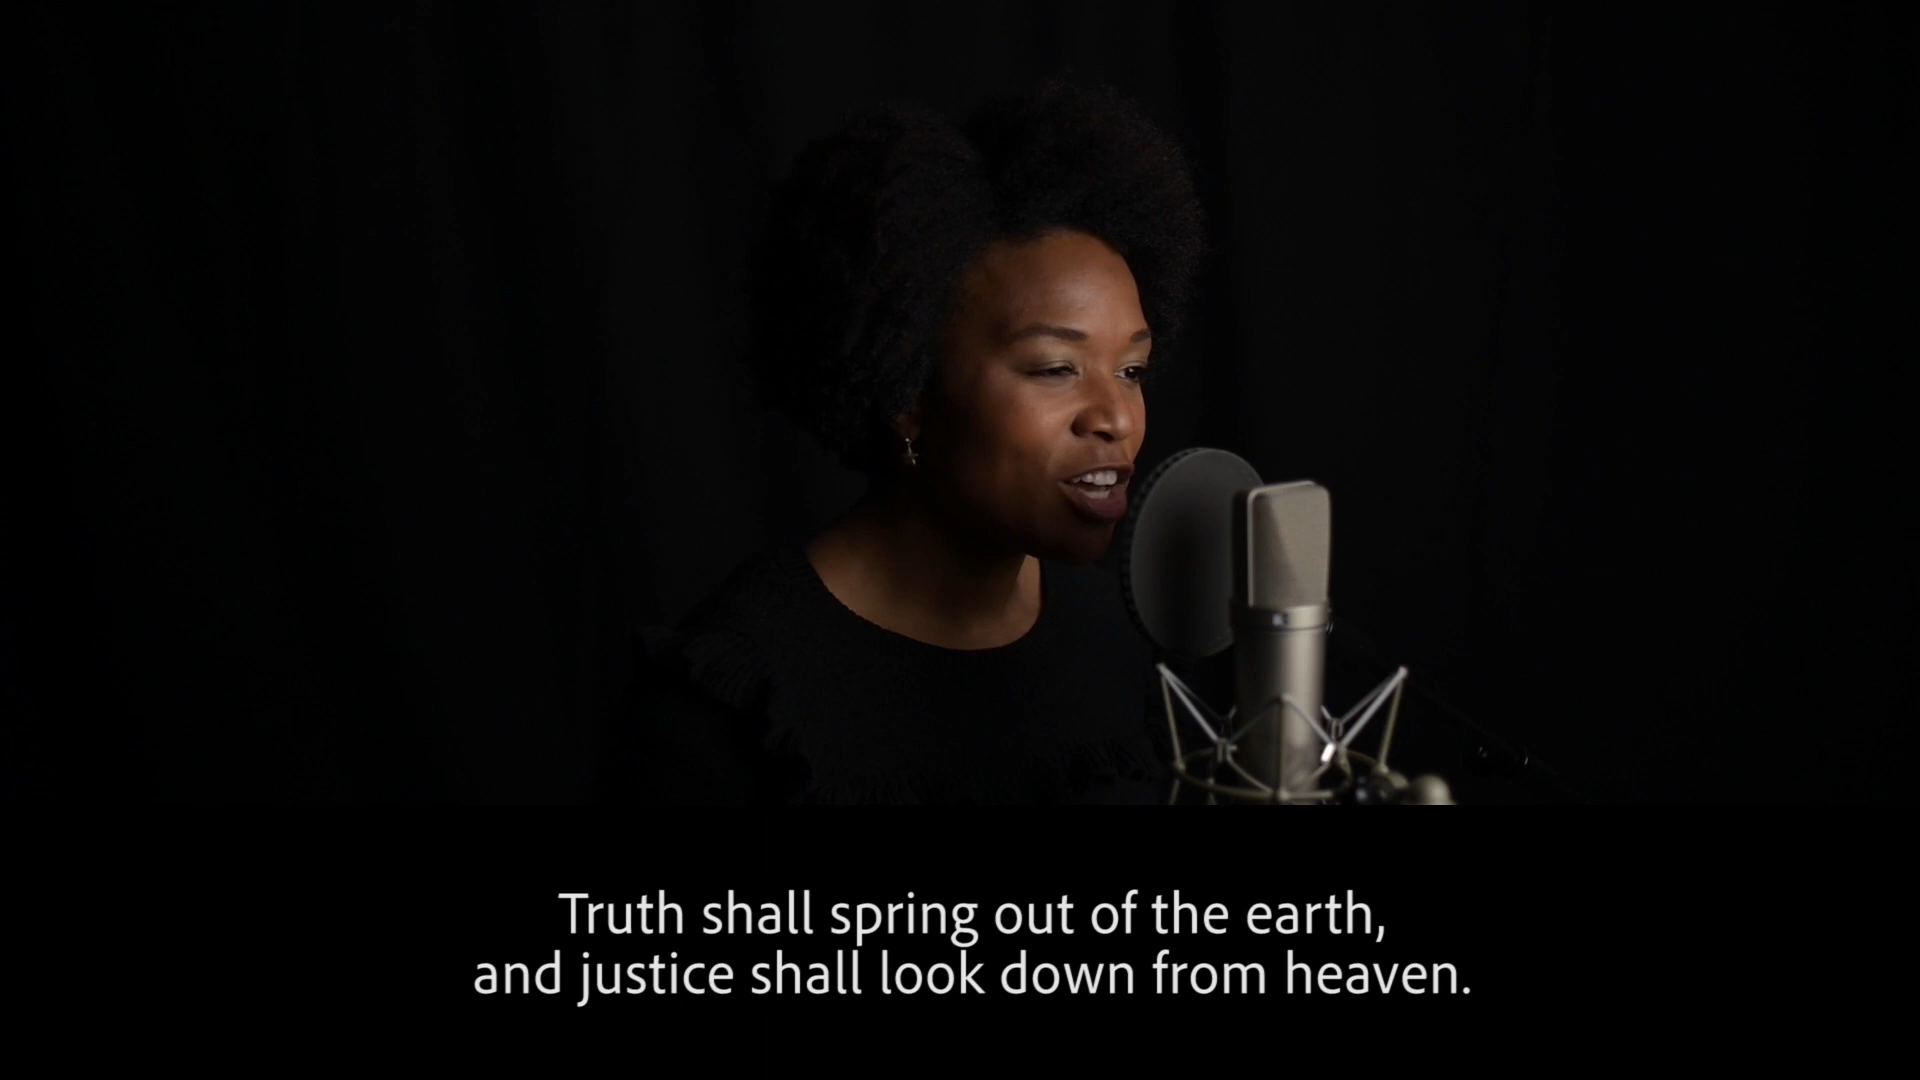 Truth shall spring out of the earth,
and justice shall look down from heaven.